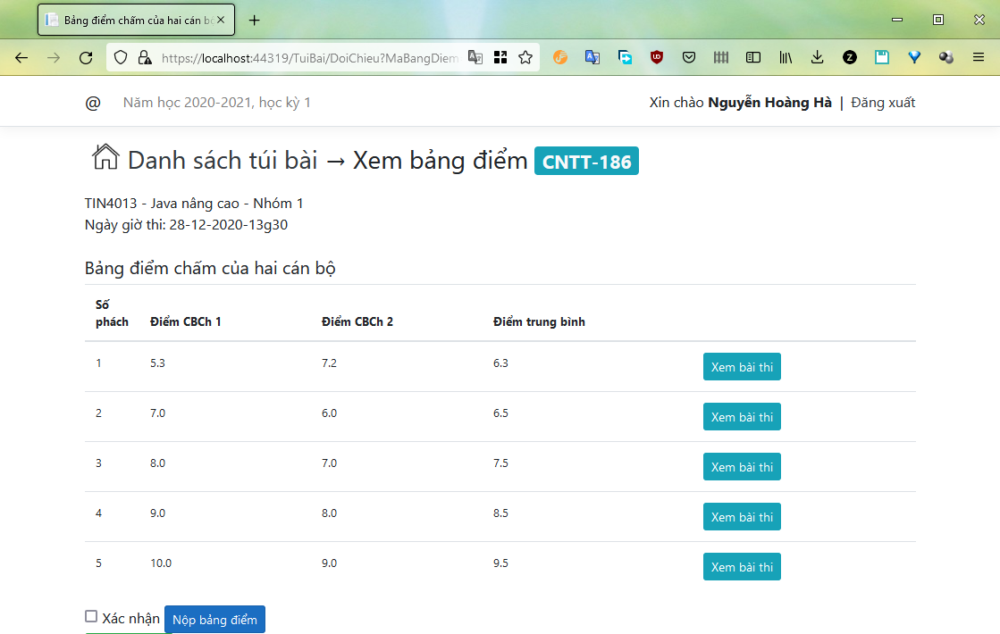 Bảng điểm chấm của hai cán bộ
https://localhost:44319/TuiBai/DoiChieu?MaBangDiem
@ Năm học 2020-2021, học kỳ 1 Xin chào Nguyễn Hoàng Hà | Đăng xuất
Danh sách túi bài → Xem bảng điểm CNTT-186
TIN4013 - Java nâng cao - Nhóm 1
Ngày giờ thi: 28-12-2020-13g30
Bảng điểm chấm của hai cán bộ
Số phách Điểm CBCh 1 Điểm CBCh 2 Điểm trung bình
1 5.3 7.2 6.3 Xem bài thi
2 7.0 6.0 6.5 Xem bài thi
3 8.0 7.0 7.5 Xem bài thi
4 9.0 8.0 8.5 Xem bài thi
5 10.0 9.0 9.5 Xem bài thi
Xác nhận Nộp bảng điểm